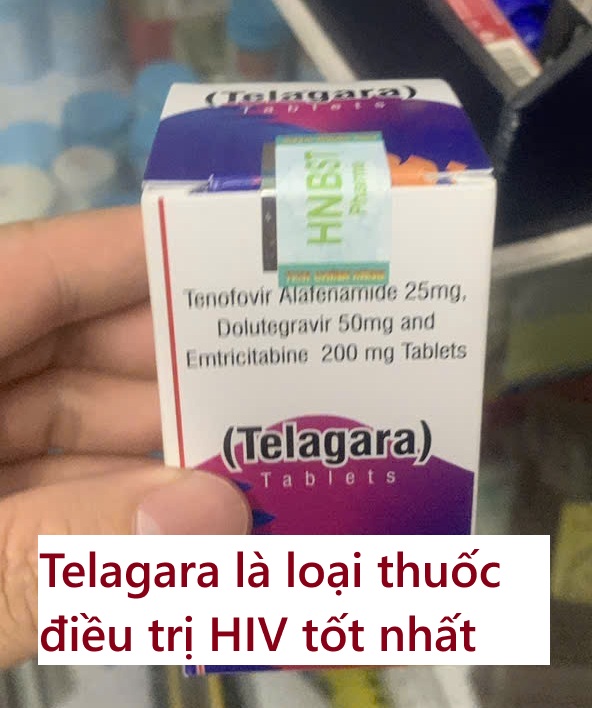 (Telagara)
Tablets
HNBST
Pharma
Tenofovir Alafenamide 25mg,
Dolutegravir 50mg and
Emtricitabine 200 mg Tablets
(Telagara)
Tablets
Telagara là loại thuốc
điều trị HIV tốt nhất